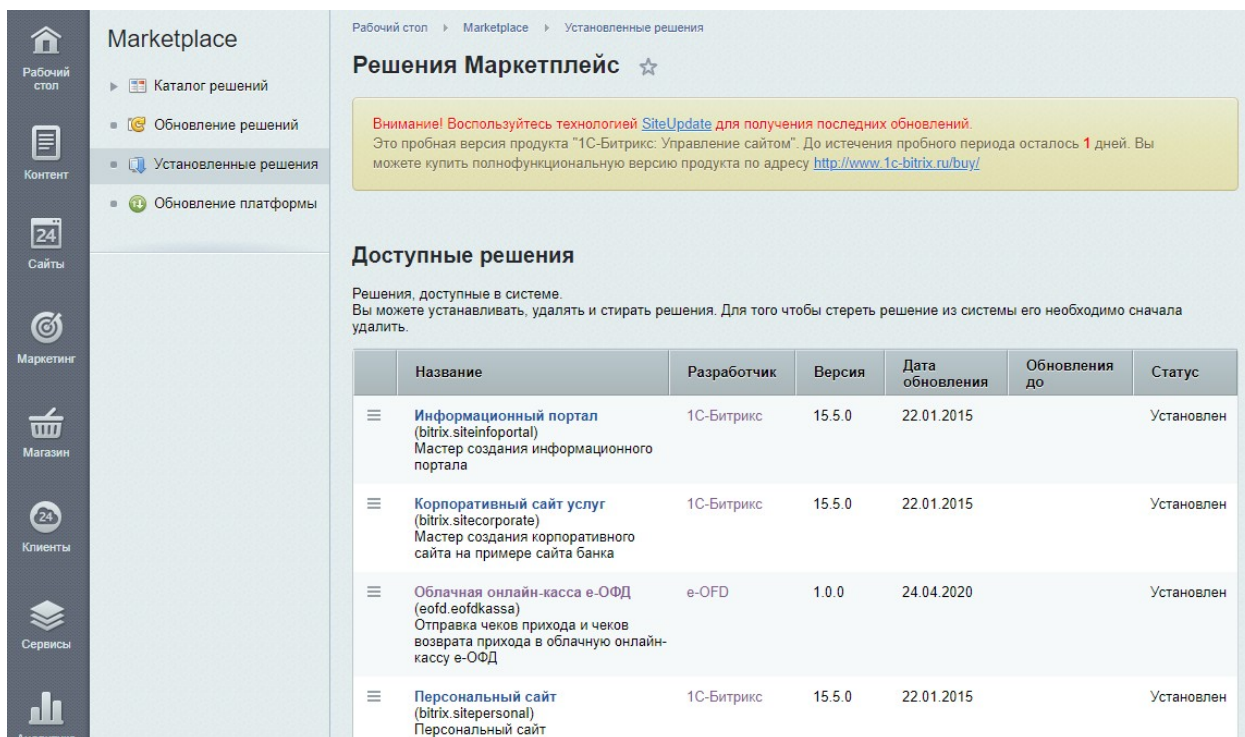 Рабочий стол
Контент
24
Сайты
Маркетинг
Магазин
24
Клиенты
Сервисы
Marketplace
Каталог решений
Обновление решений
Установленные решения
Обновление платформы
Рабочий стол Marketplace Установленные решения
Решения Маркетплейс
Внимание! Воспользуйтесь технологией SiteUpdate для получения последних обновлений.
Это пробная версия продукта "1С-Битрикс: Управление сайтом". До истечения пробного периода осталось 1 дней. Вы
можете купить полнофункциональную версию продукта по адресу http://www.1c-bitrix.ru/buy/
Доступные решения
Решения, доступные в системе.
Вы можете устанавливать, удалять и стирать решения. Для того чтобы стереть решение из системы его необходимо сначала
удалить.
Название Разработчик Версия Дата обновления Обновления до Статус
Информационный портал 1С-Битрикс 15.5.0 22.01.2015 Установлен
(bitrix.siteinfoportal)
Мастер создания информационного
портала
Корпоративный сайт услуг 1С-Битрикс 15.5.0 22.01.2015 Установлен
(bitrix.sitecorporate)
Мастер создания корпоративного
сайта на примере сайта банка
Облачная онлайн-касса е-ОФД e-OFD 1.0.0 24.04.2020 Установлен
(eofd.eofdkassa)
Отправка чеков прихода и чеков
возврата прихода в облачную онлайн-
кассу е-ОФД
Персональный сайт 1С-Битрикс 15.5.0 22.01.2015 Установлен
(bitrix.sitepersonal)
Персональный сайт